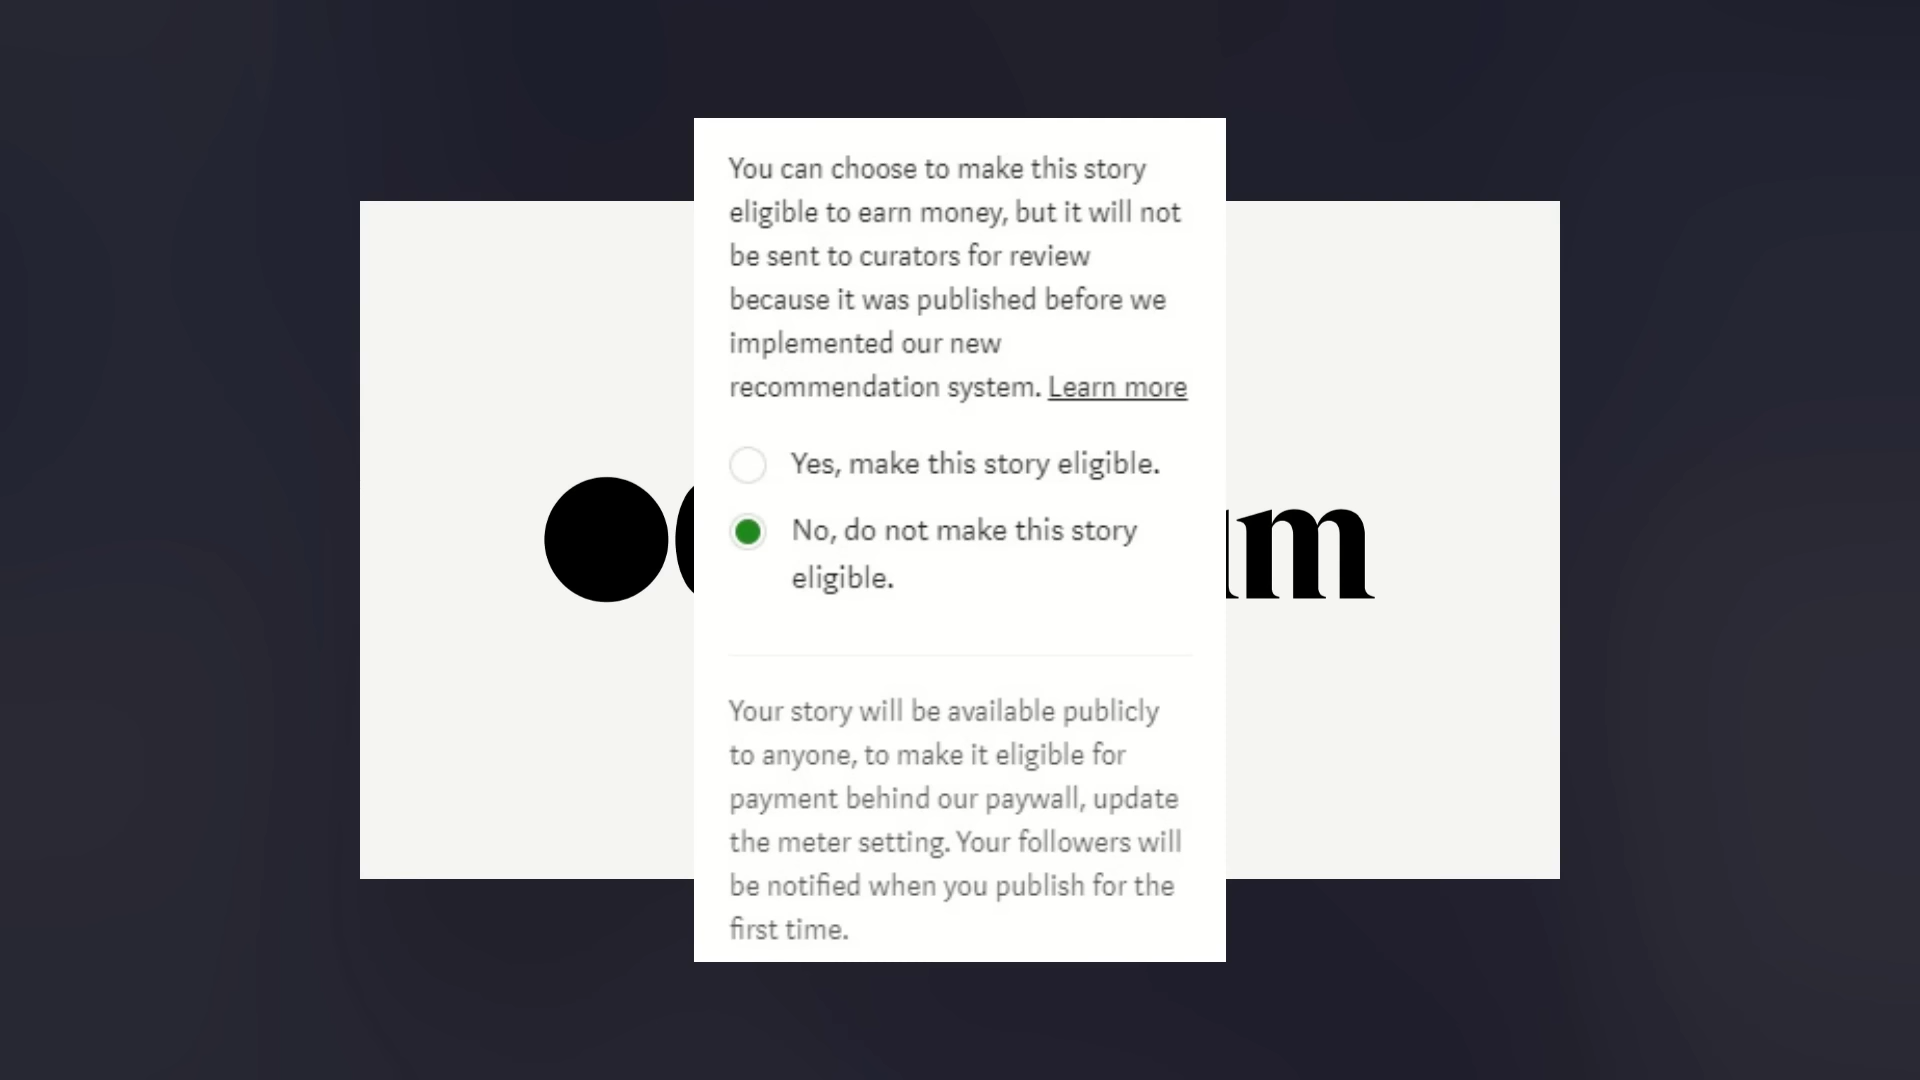 You can choose to make this story
eligible to earn money, but it will not
be sent to curators for review
because it was published before we
implemented our new
recommendation system. Learn more
Yes, make this story eligible.
No, do not make this story
eligible.
Your story will be available publicly
to anyone, to make it eligible for
payment behind our paywall, update
the meter setting. Your followers will
be notified when you publish for the
first time.